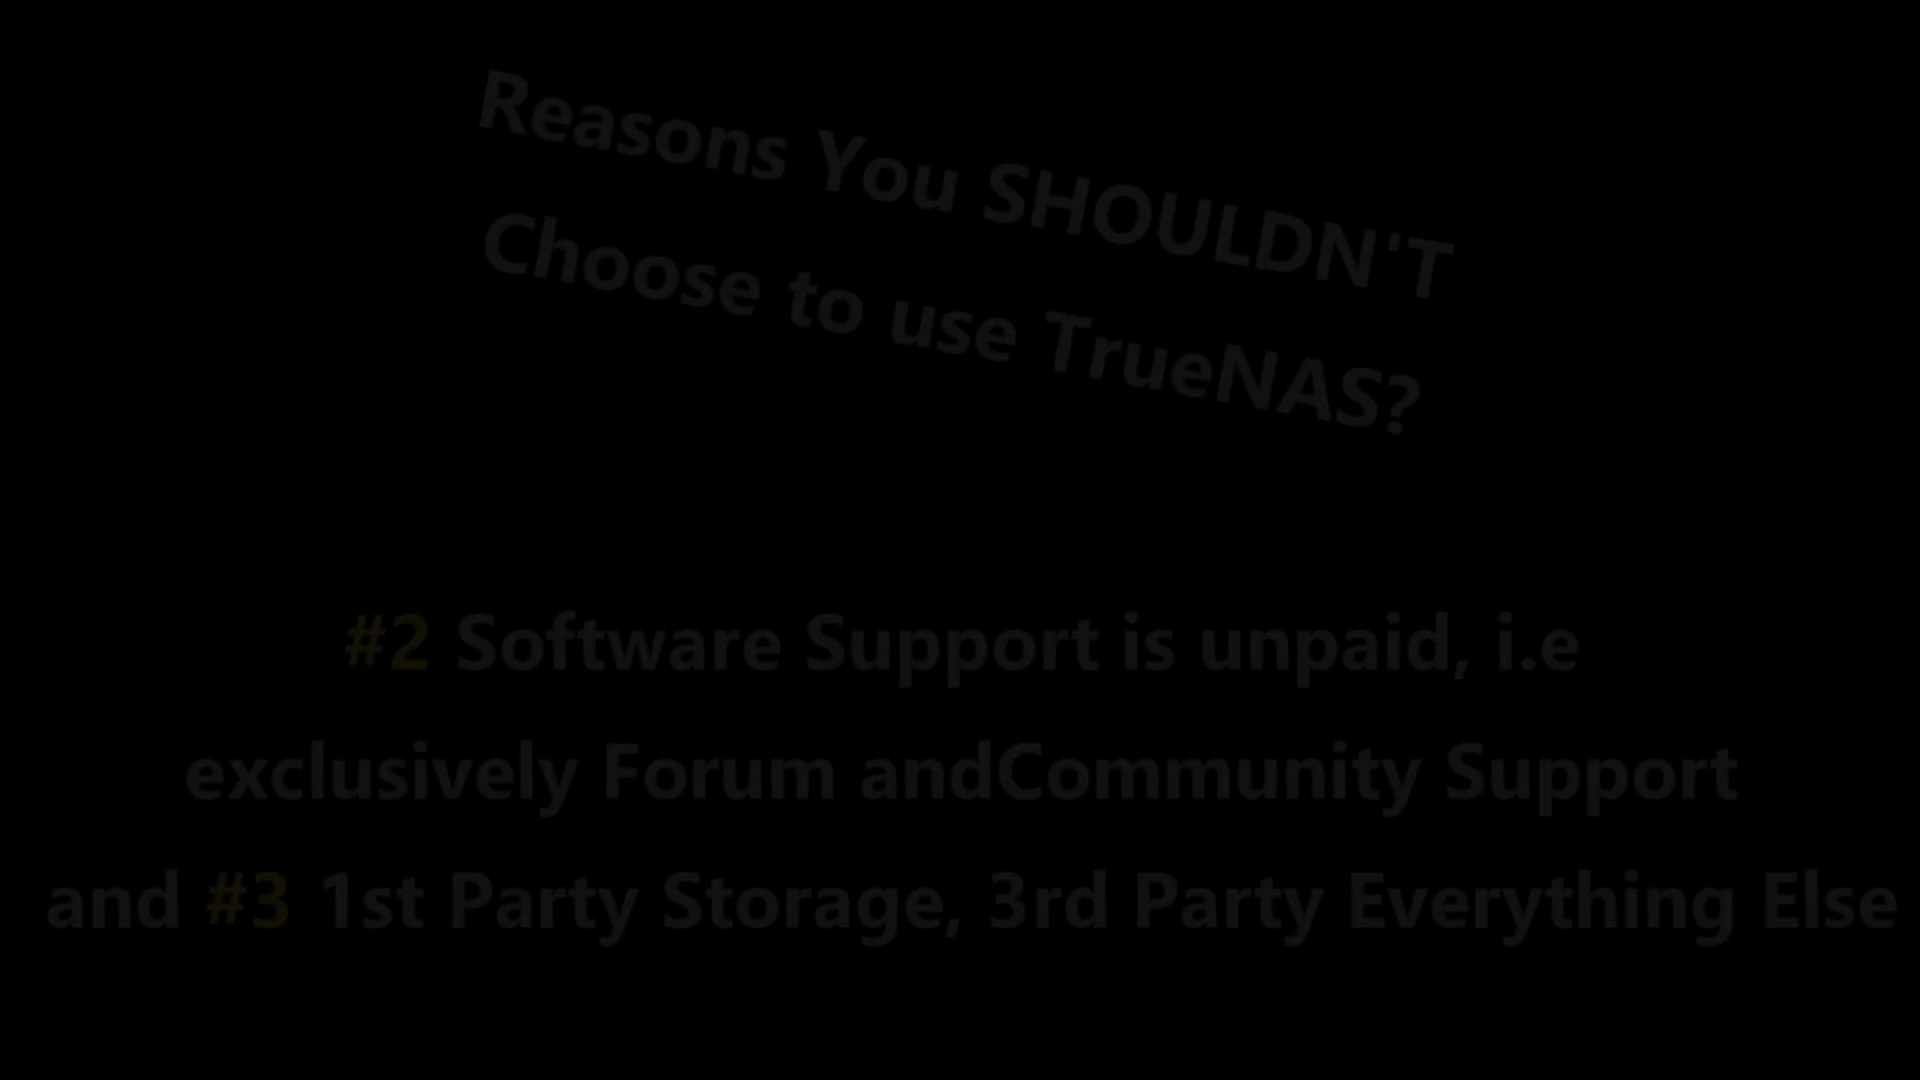 Reasons You SHOULDN'T
Choose to use TrueNAS?
#2 Software Support is unpaid, i.e
exclusively Forum andCommunity Support
and #3 1st Party Storage, 3rd Party Everything Else